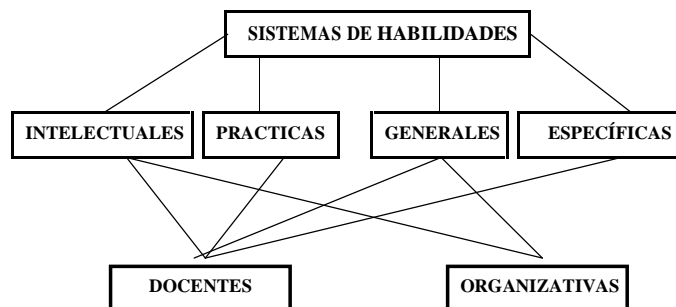 SISTEMAS DE HABILIDADES
INTELECTUALES
PRACTICAS
GENERALES
ESPECÍFICAS
DOCENTES
ORGANIZATIVAS